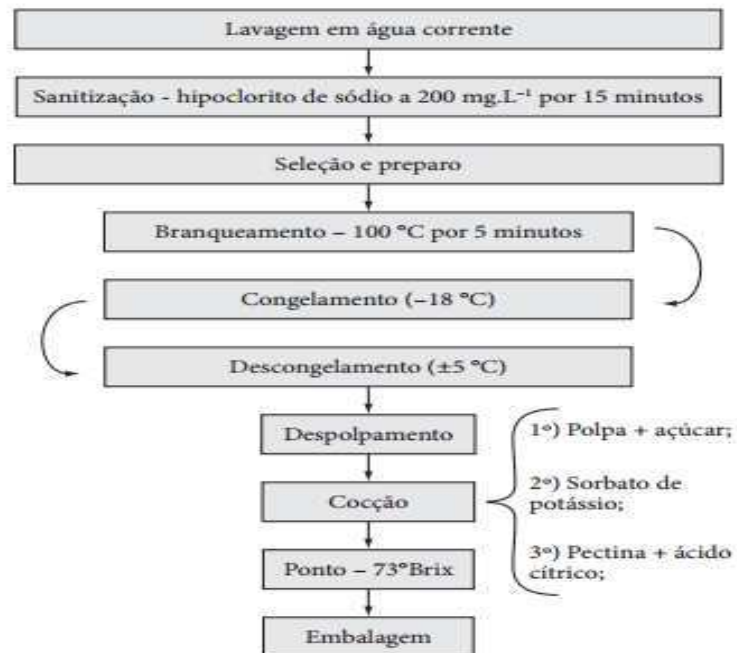 Lavagem em água corrente
Sanitização - hipoclorito de sódio a 200 mg.L⁻¹ por 15 minutos
Seleção e preparo
Branqueamento – 100 °C por 5 minutos
Congelamento (–18 °C)
Descongelamento (±5 °C)
Despolpamento
Cocção
1º) Polpa + açúcar;
2º) Sorbato de
potássio;
3º) Pectina + ácido
cítrico;
Ponto – 73°Brix
Embalagem